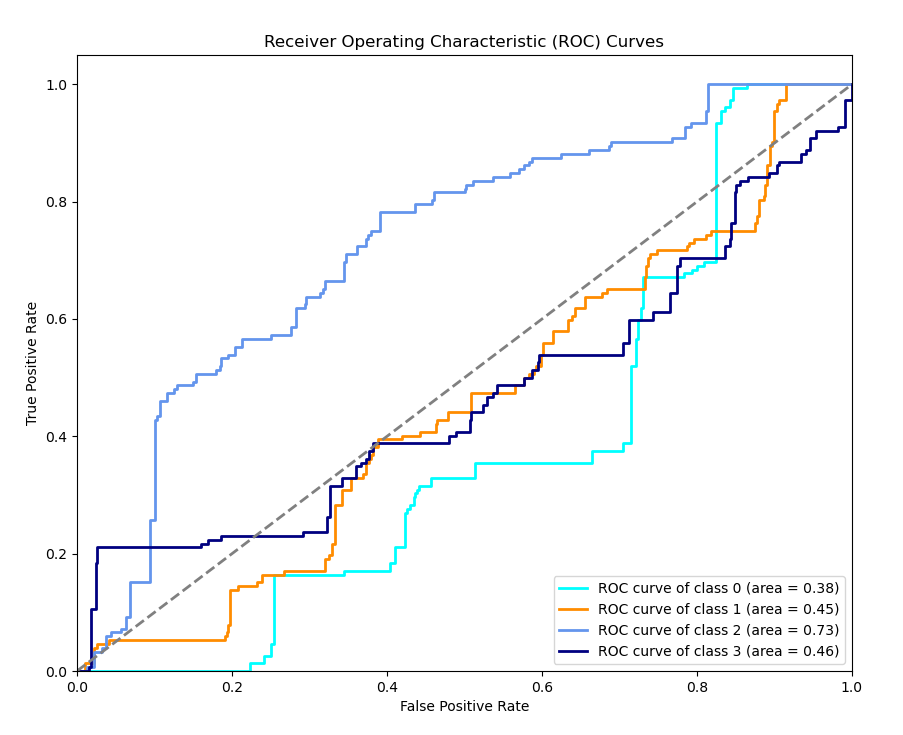 Receiver Operating Characteristic (ROC) Curves
True Positive Rate
1.0
0.8
0.6
0.4
0.2
0.0
ROC curve of class 0 (area = 0.38)
ROC curve of class 1 (area = 0.45)
ROC curve of class 2 (area = 0.73)
ROC curve of class 3 (area = 0.46)
0.0 0.2 0.4 0.6 0.8 1.0
False Positive Rate